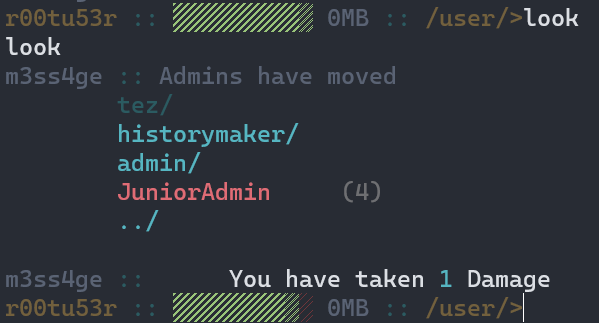 r00tu53r :: 0MB :: /user/>look
look
m3ss4ge :: Admins have moved
tez/
historymaker/
admin/
JuniorAdmin (4)
../
m3ss4ge :: You have taken 1 Damage
r00tu53r :: 0MB :: /user/>